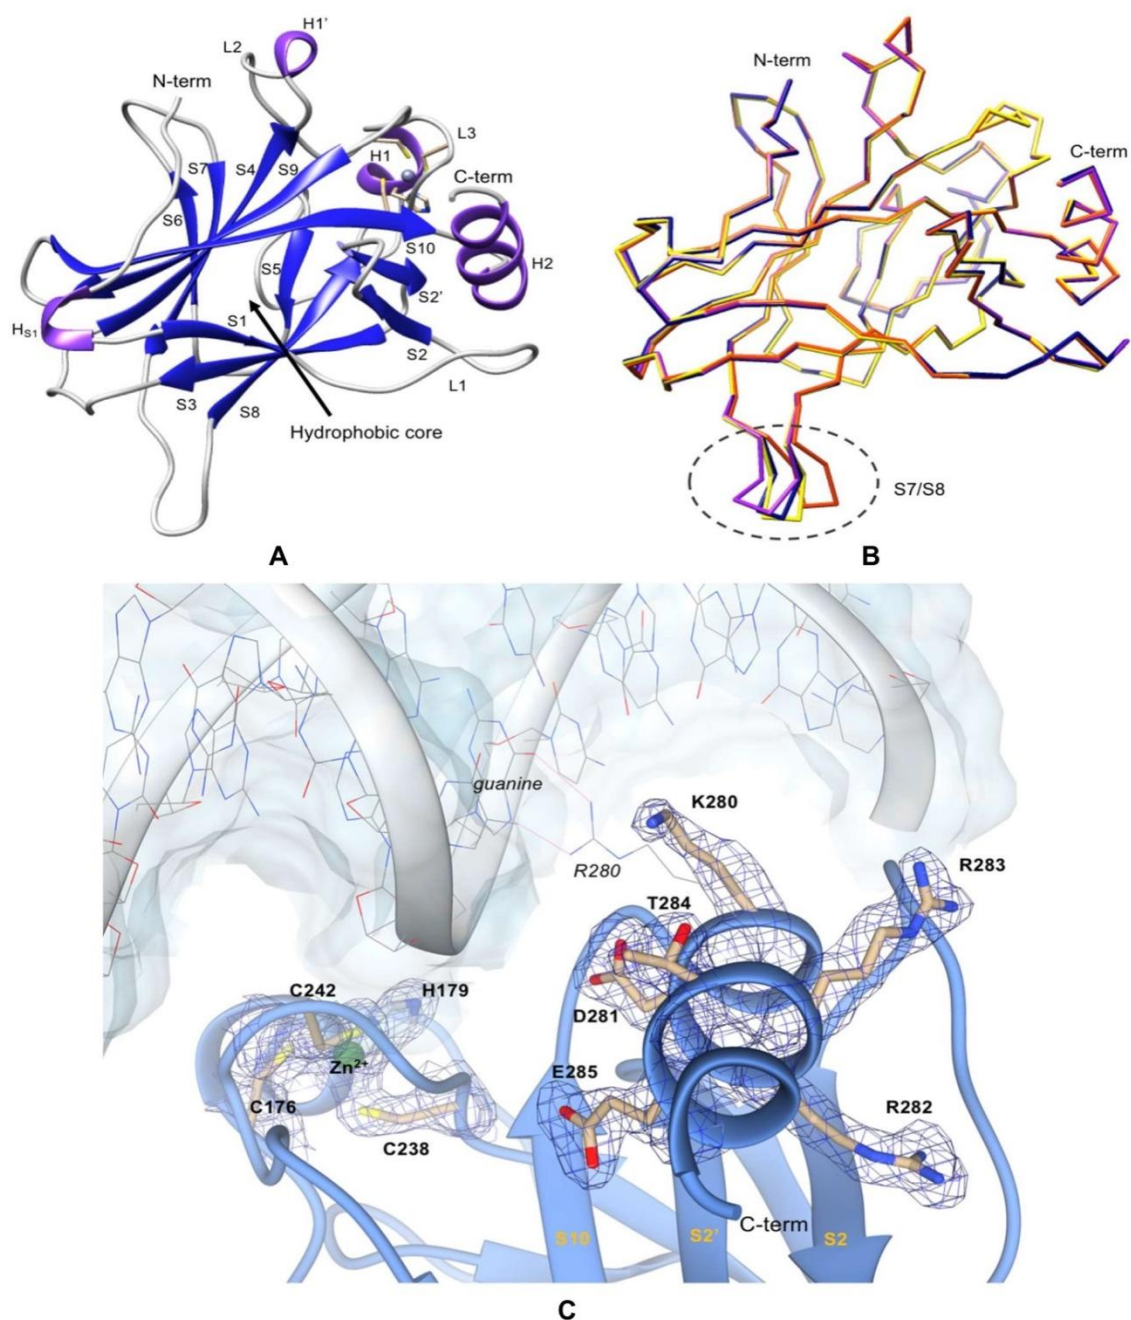 H1’
L2
N-term
L3
H1
C-term
S7
S4
S9
S6
S10
H2
S5
S2’
HS1
S1
S2
L1
S3
S8
Hydrophobic core
A
N-term
C-term
S7/S8
B
guanine
K280
R280
R283
T284
C242
H179
D281
Zn2+
E285
C176
R282
C238
C-term
S10
S2’
S2
C